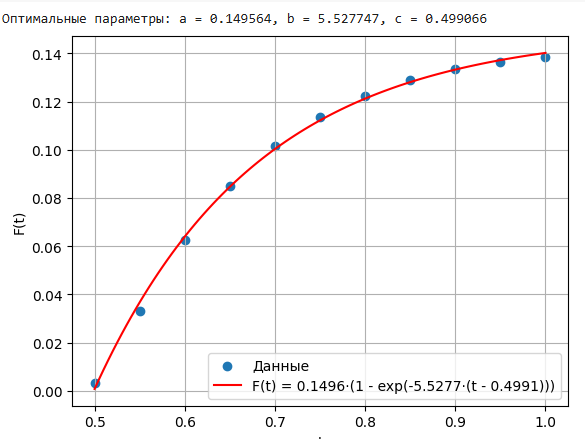 Оптимальные параметры: a = 0.149564, b = 5.527747, c = 0.499066
0.14
0.12
0.10
0.08
0.06
0.04
0.02
0.00
F(t)
Данные
F(t) = 0.1496·(1 - exp(-5.5277·(t - 0.4991)))
0.5 0.6 0.7 0.8 0.9 1.0